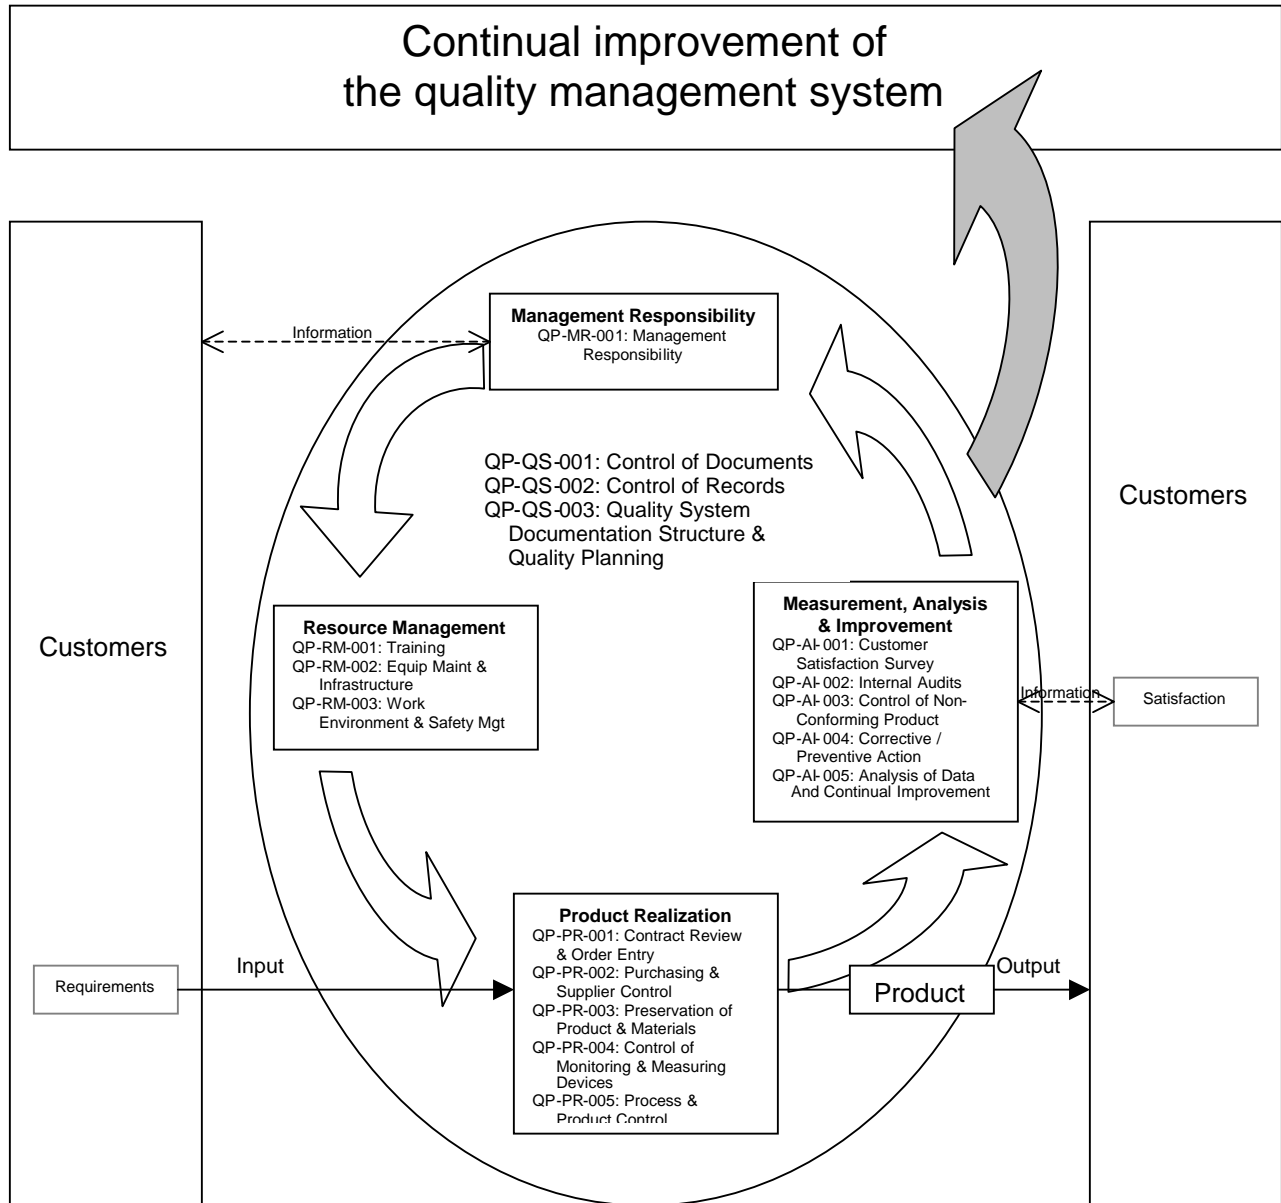 Continual improvement of
the quality management system
Information
Management Responsibility
QP-MR-001: Management
Responsibility
QP-QS-001: Control of Documents
QP-QS-002: Control of Records
QP-QS-003: Quality System
Documentation Structure &
Quality Planning
Customers
Customers
Resource Management
QP-RM-001: Training
QP-RM-002: Equip Maint &
Infrastructure
QP-RM-003: Work
Environment & Safety Mgt
Measurement, Analysis
& Improvement
QP-AI-001: Customer
Satisfaction Survey
QP-AI-002: Internal Audits
QP-AI-003: Control of Non-
Conforming Product
QP-AI-004: Corrective /
Preventive Action
QP-AI-005: Analysis of Data
And Continual Improvement
Information
Satisfaction
Product Realization
QP-PR-001: Contract Review
& Order Entry
QP-PR-002: Purchasing &
Supplier Control
QP-PR-003: Preservation of
Product & Materials
QP-PR-004: Control of
Monitoring & Measuring
Devices
QP-PR-005: Process &
Product Control
Requirements
Input
Product
Output